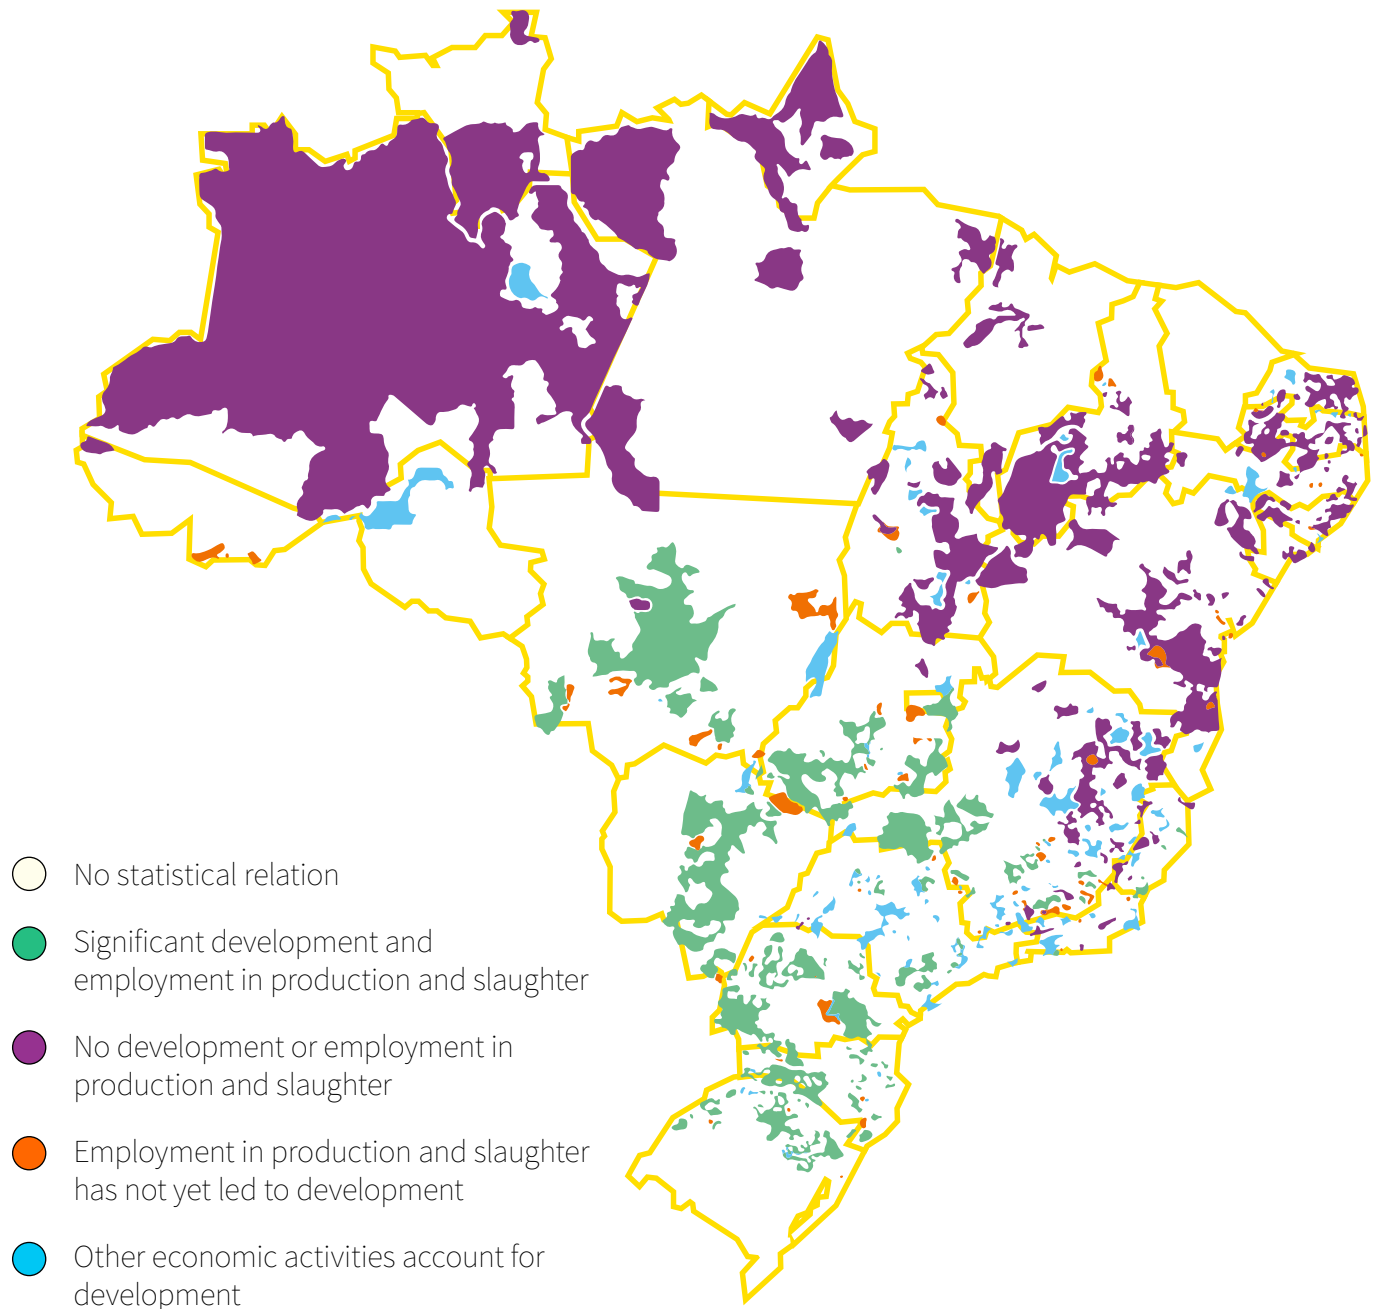 No statistical relation
Significant development and
employment in production and slaughter
No development or employment in
production and slaughter
Employment in production and slaughter
has not yet led to development
Other economic activities account for
development